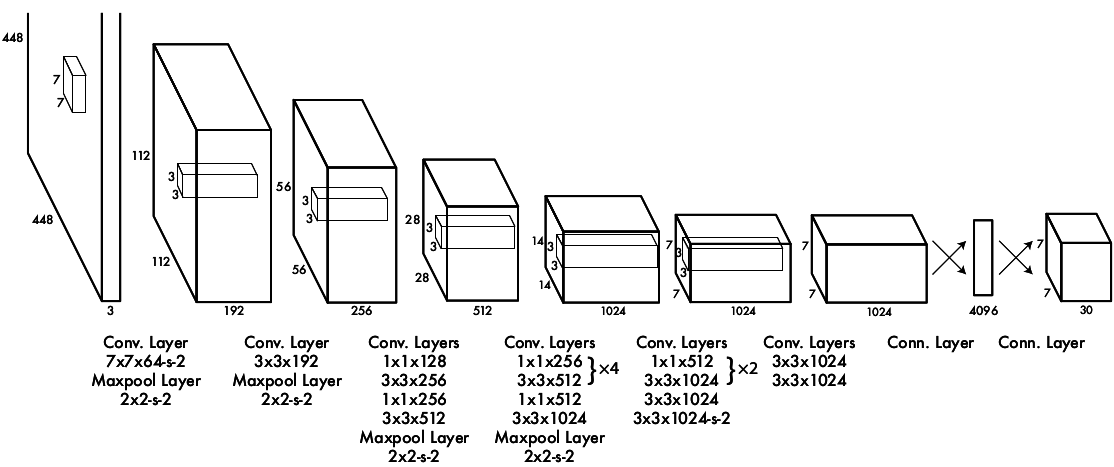 448
7
7
448
3
112
3
3
112
192
56
3
3
56
256
28
3
3
28
512
14
3
3
14
1024
7
3
3
7
1024
7
7
1024
4096
7
7
30
Conv. Layer
7x7x64-s-2
Maxpool Layer
2x2-s-2
Conv. Layer
3x3x192
Maxpool Layer
2x2-s-2
Conv. Layers
1x1x128
3x3x256
1x1x256
3x3x512
Maxpool Layer
2x2-s-2
Conv. Layers
1x1x256
3x3x512
} ×4
1x1x512
3x3x1024
Maxpool Layer
2x2-s-2
Conv. Layers
1x1x512
3x3x1024
} ×2
3x3x1024
3x3x1024-s-2
Conv. Layers
3x3x1024
3x3x1024
Conn. Layer
Conn. Layer